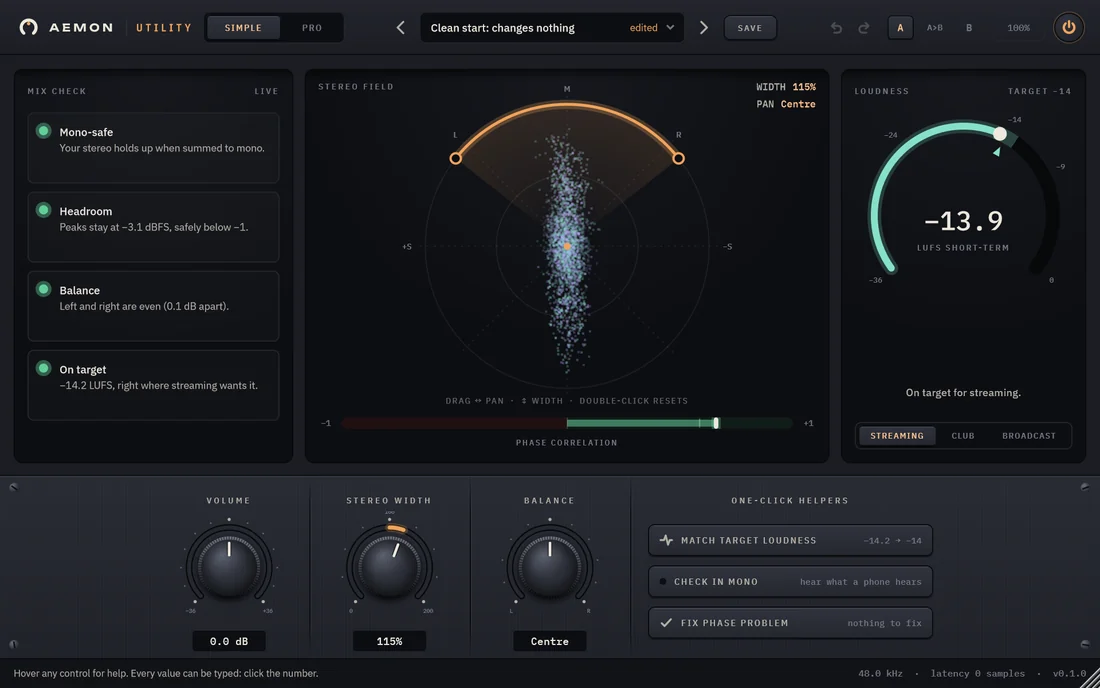 AEMON UTILITY SIMPLE PRO
Clean start: changes nothing edited
SAVE
A A>B B 100%
MIX CHECK LIVE
Mono-safe
Your stereo holds up when summed to mono.
Headroom
Peaks stay at −3.1 dBFS, safely below −1.
Balance
Left and right are even (0.1 dB apart).
On target
−14.2 LUFS, right where streaming wants it.
STEREO FIELD
WIDTH 115%
PAN Centre
M
L R
+S −S
DRAG ↔ PAN · ↕ WIDTH · DOUBLE-CLICK RESETS
−1 +1
PHASE CORRELATION
LOUDNESS TARGET −14
−14
−24
−9
−13.9
LUFS SHORT-TERM
−36 0
On target for streaming.
STREAMING CLUB BROADCAST
VOLUME
−36 +36
0.0 dB
STEREO WIDTH
100
0 200
115%
BALANCE
L R
Centre
ONE-CLICK HELPERS
MATCH TARGET LOUDNESS −14.2 → −14
CHECK IN MONO hear what a phone hears
FIX PHASE PROBLEM nothing to fix
Hover any control for help. Every value can be typed: click the number.
48.0 kHz · latency 0 samples · v0.1.0